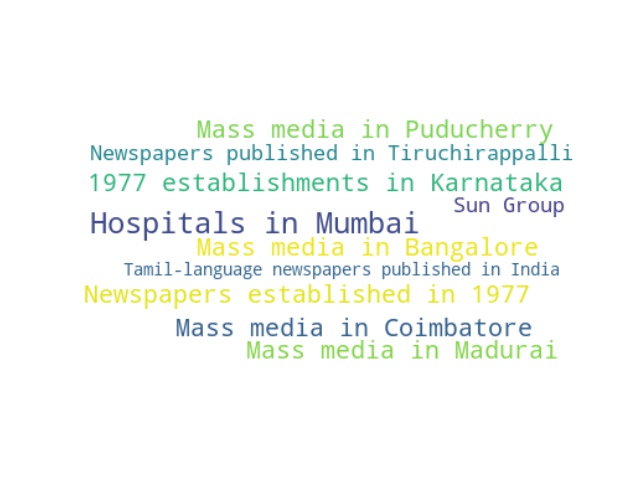 Mass media in Puducherry
Newspapers published in Tiruchirappalli
1977 establishments in Karnataka
Sun Group
Hospitals in Mumbai
Mass media in Bangalore
Tamil-language newspapers published in India
Newspapers established in 1977
Mass media in Coimbatore
Mass media in Madurai